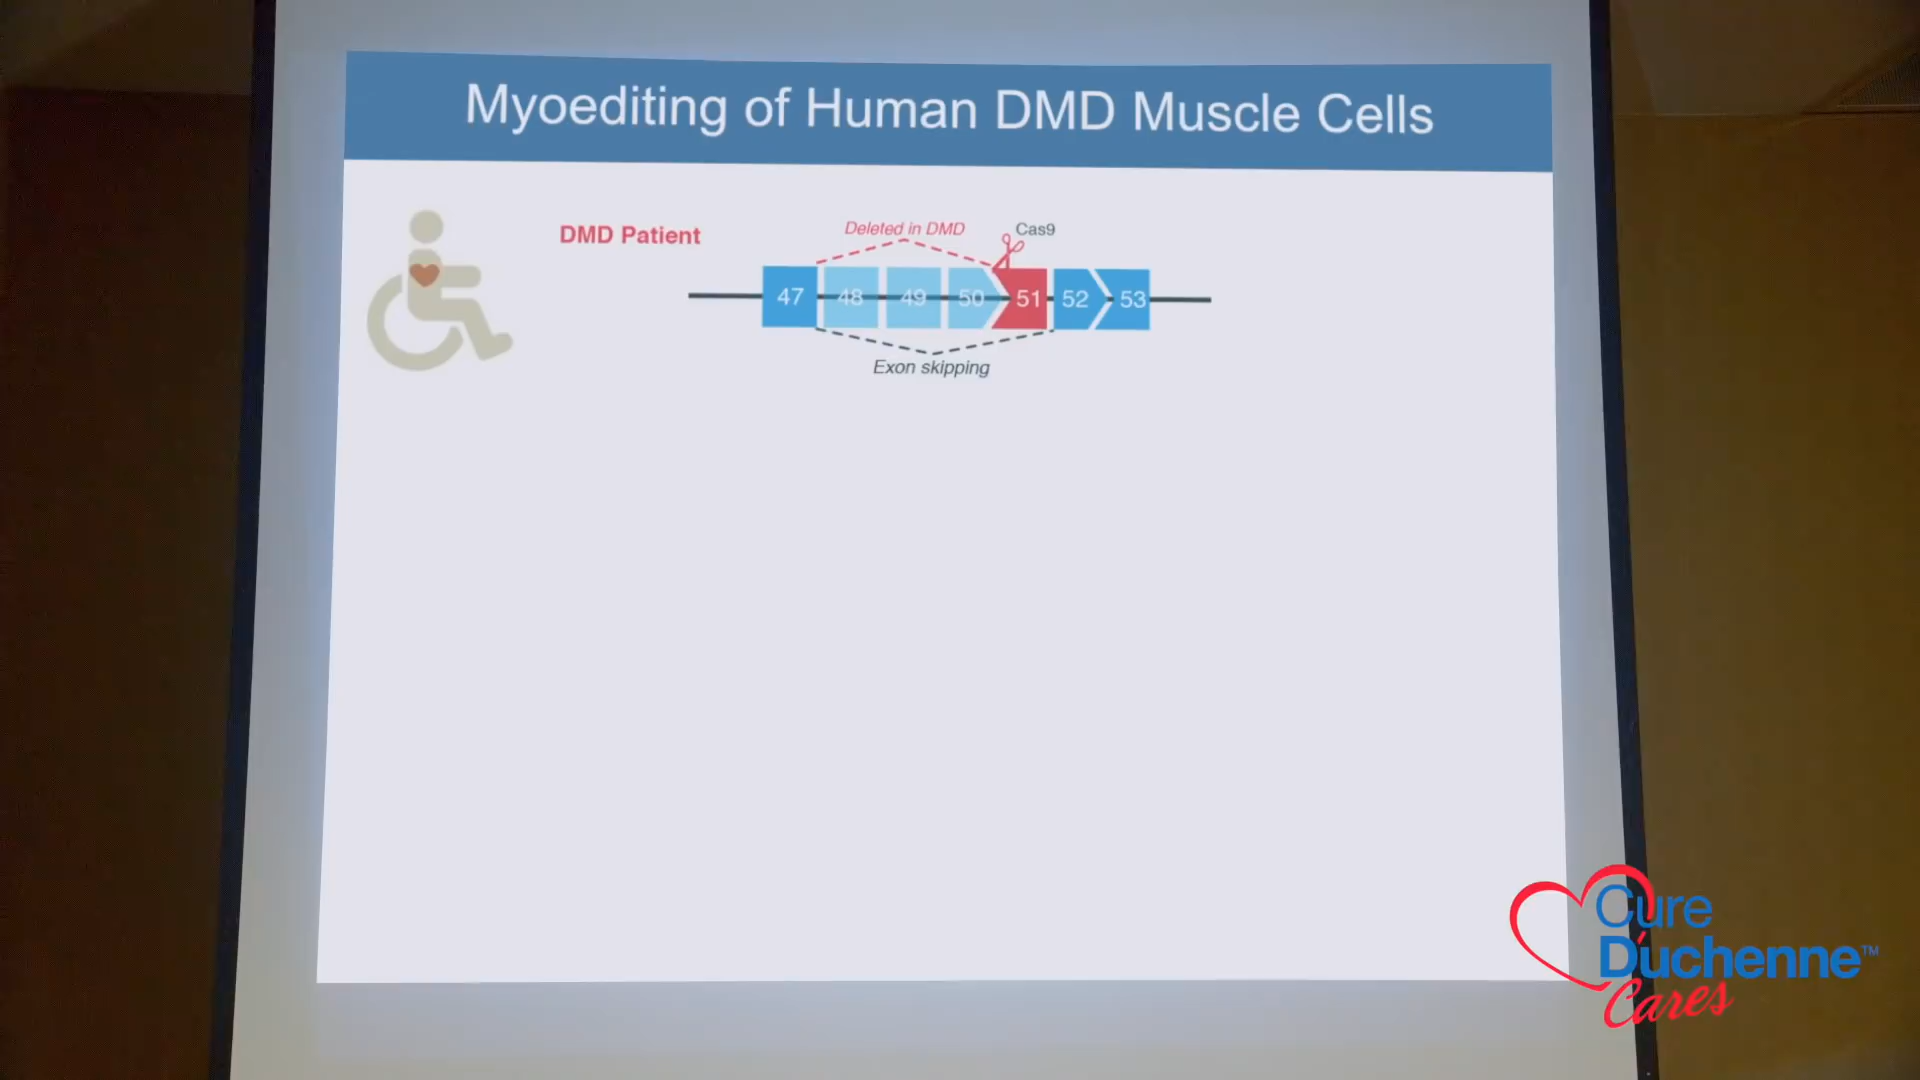 Myoediting of Human DMD Muscle Cells
DMD Patient
Deleted in DMD
Cas9
47 48 49 50 51 52 53
Exon skipping
Cure
Duchenne™
Cares